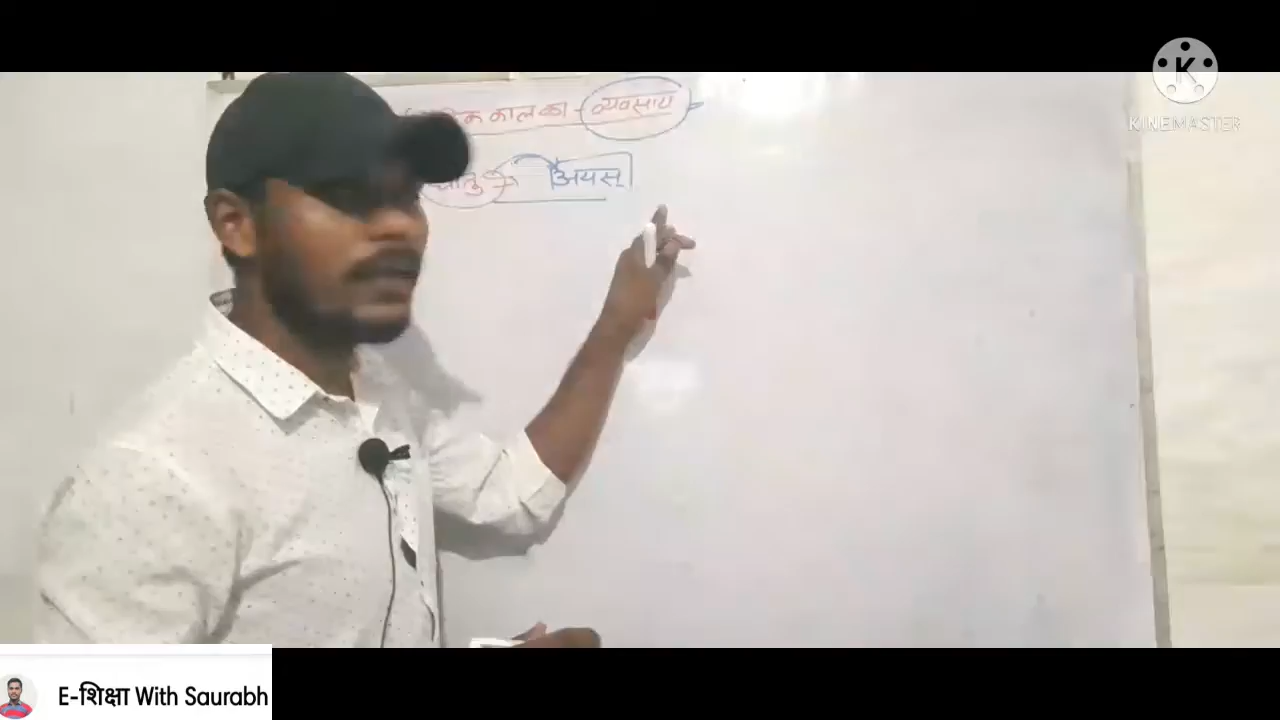 काल का - व्यवसाय
धातु → अयस्
KINEMASTER
E-शिक्षा With Saurabh